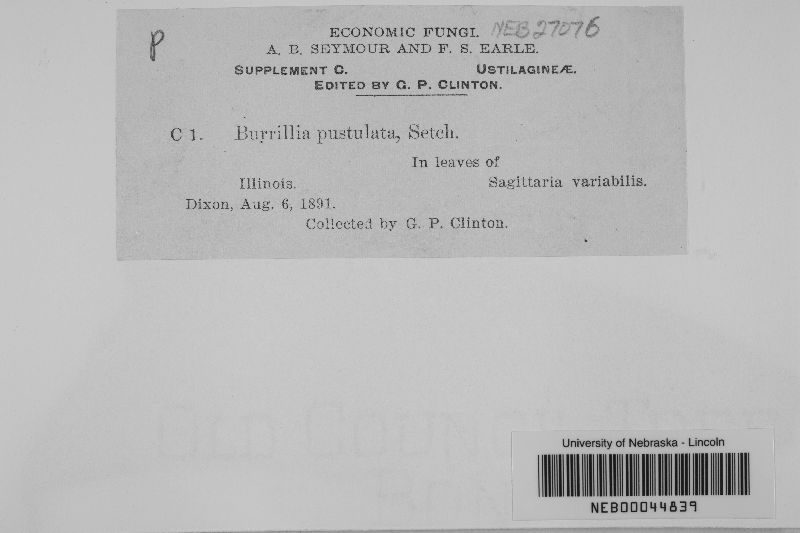 P
ECONOMIC FUNGI. NEB 27076
A. B. SEYMOUR AND F. S. EARLE.
SUPPLEMENT C. USTILAGINEÆ.
EDITED BY G. P. CLINTON.
C 1. Burrillia pustulata, Setch.
In leaves of
Illinois. Sagittaria variabilis.
Dixon, Aug. 6, 1891.
Collected by G. P. Clinton.
University of Nebraska - Lincoln
NEB00044839